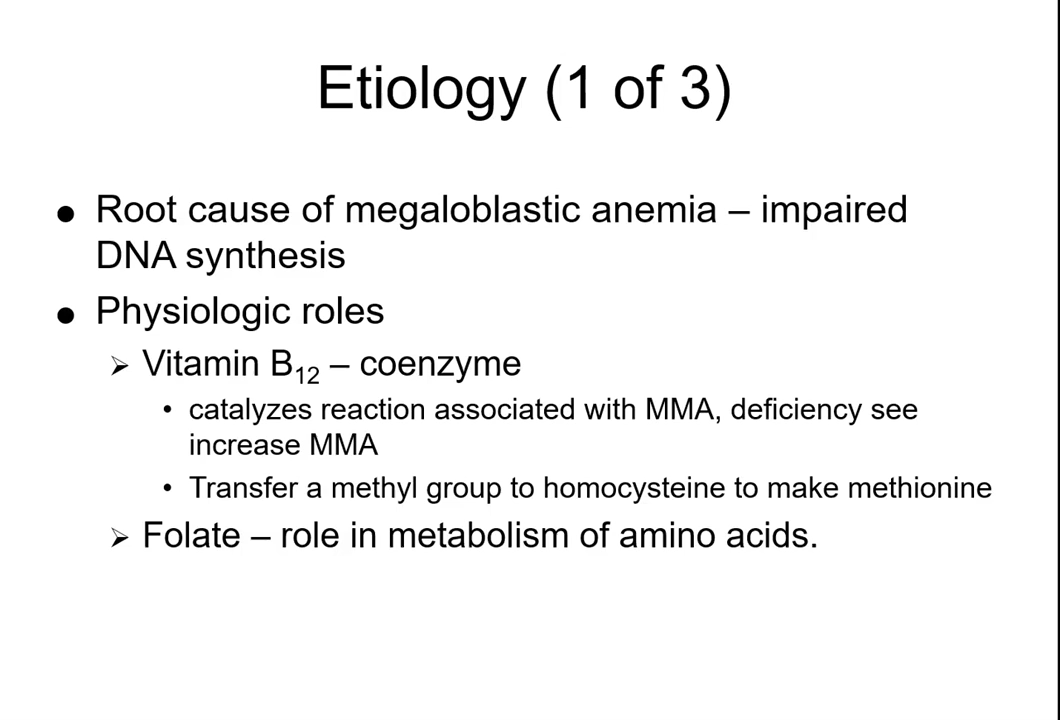 Etiology (1 of 3)
● Root cause of megaloblastic anemia – impaired
DNA synthesis
● Physiologic roles
➢ Vitamin B12 – coenzyme
• catalyzes reaction associated with MMA, deficiency see
increase MMA
• Transfer a methyl group to homocysteine to make methionine
➢ Folate – role in metabolism of amino acids.